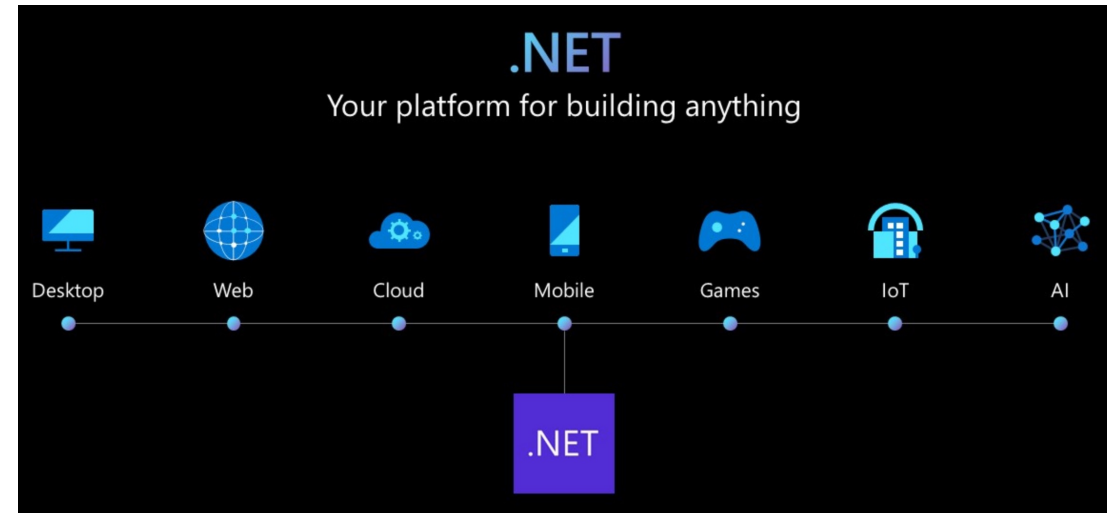 .NET
Your platform for building anything
Desktop Web Cloud Mobile Games IoT AI
.NET